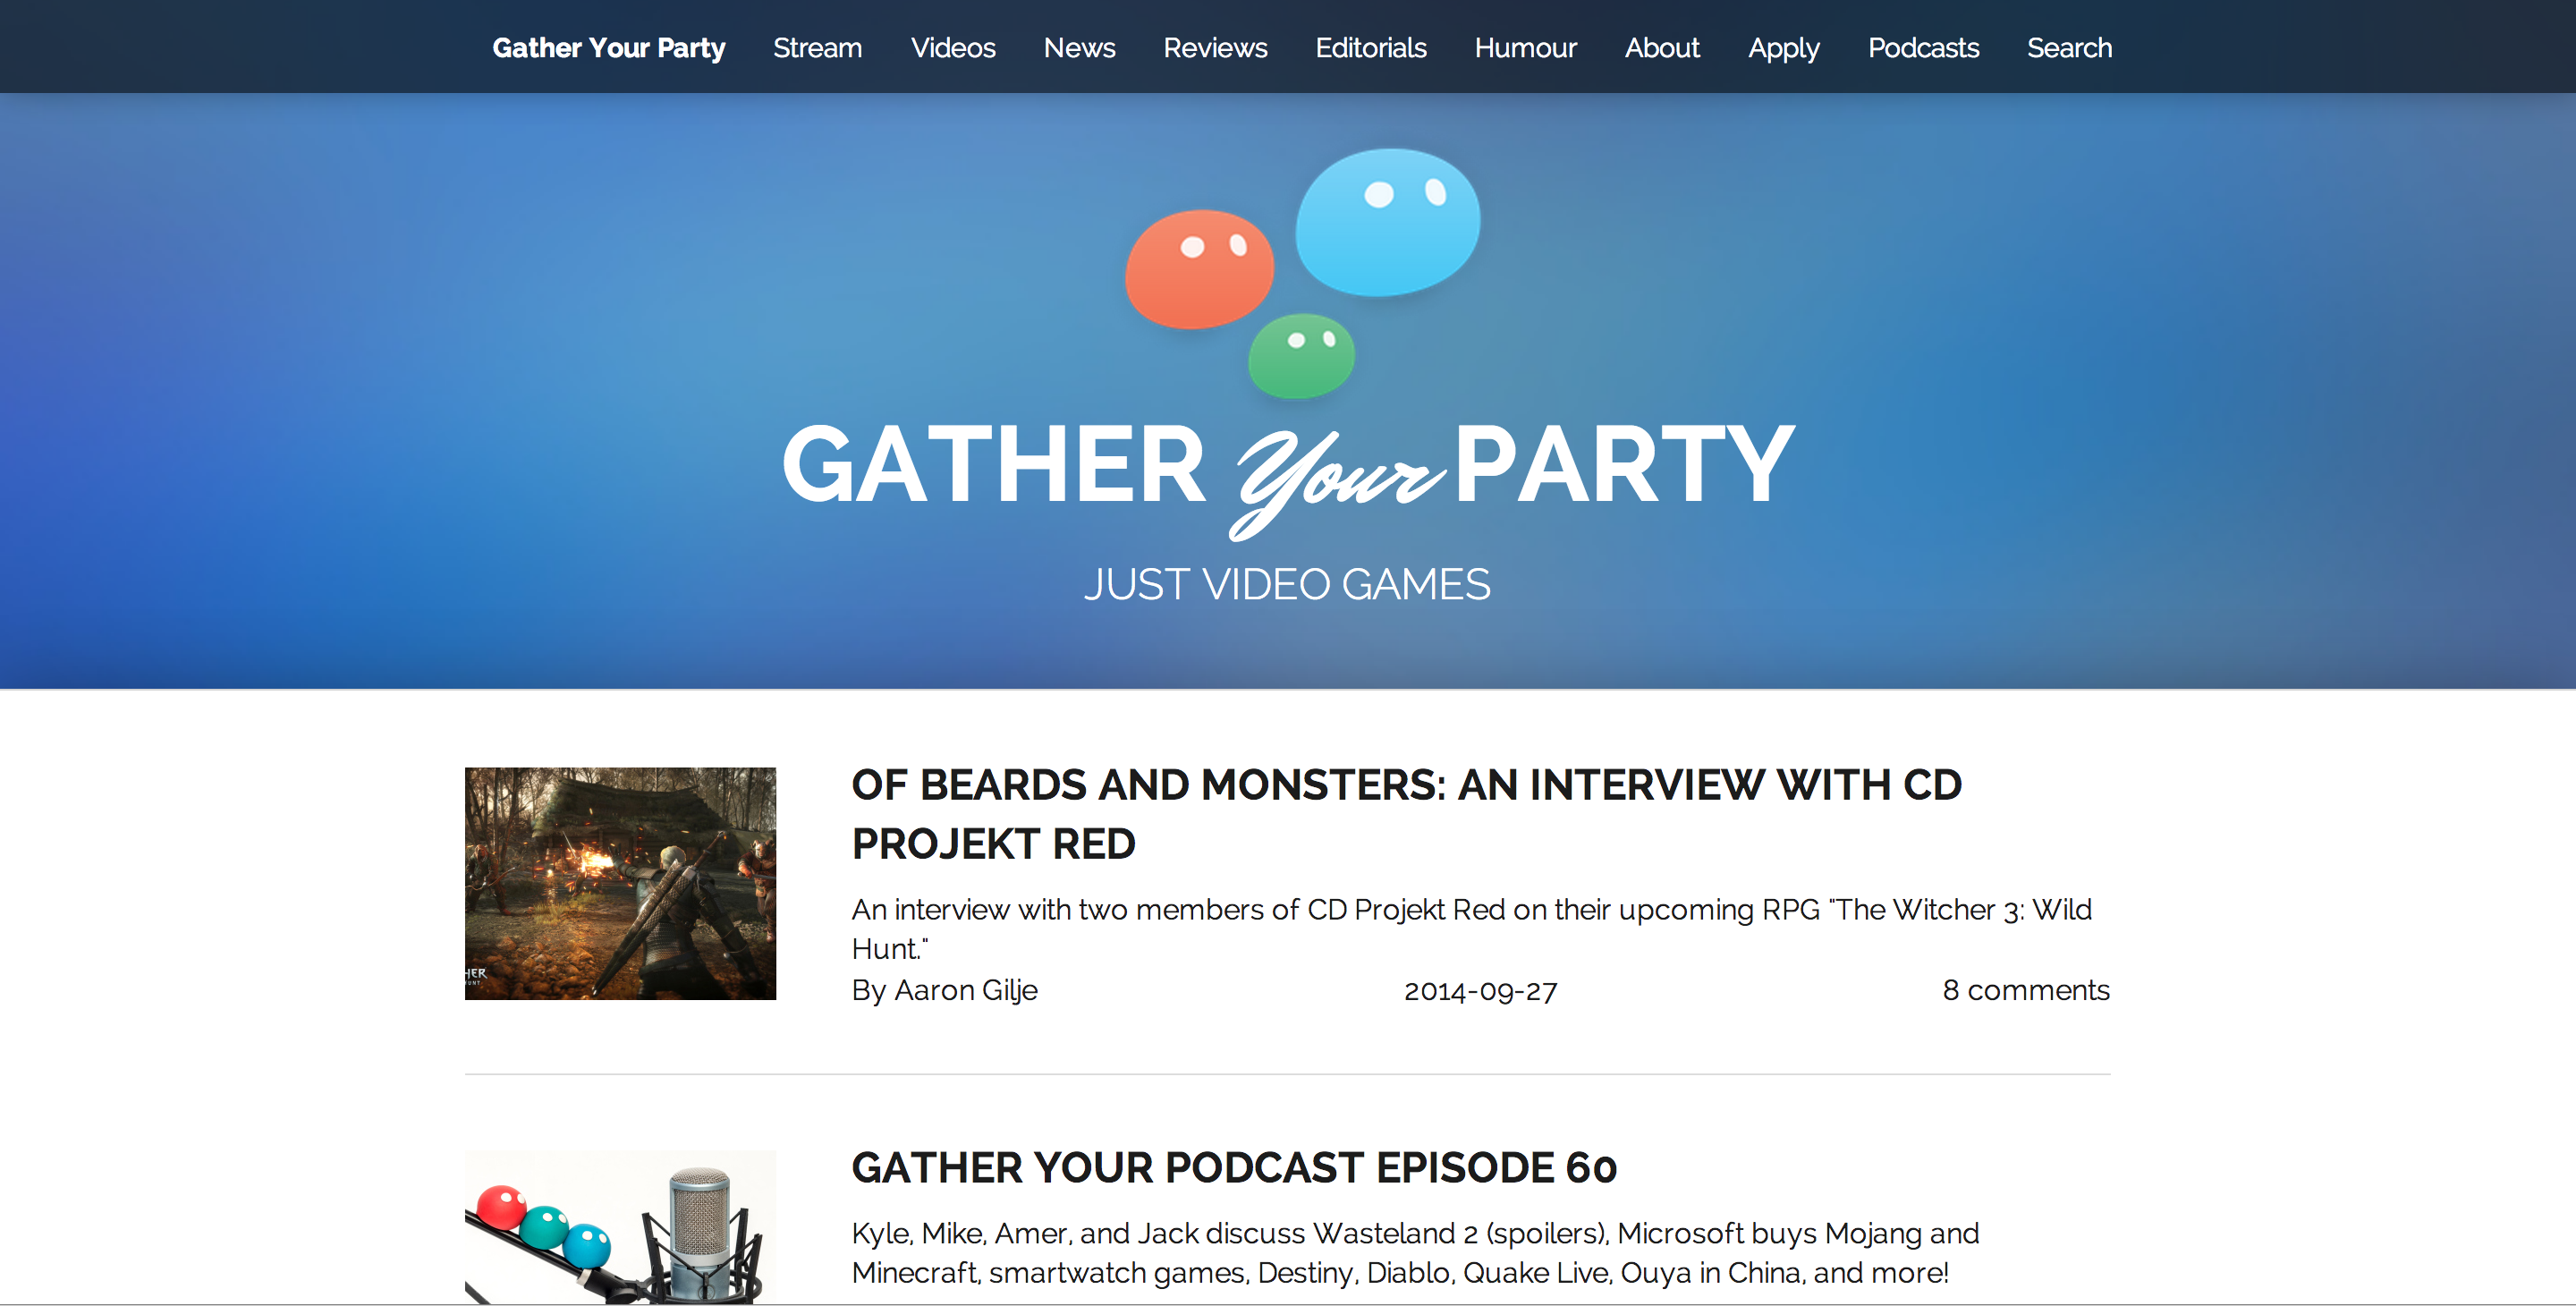 Gather Your Party Stream Videos News Reviews Editorials Humour About Apply Podcasts Search
GATHER Your PARTY
JUST VIDEO GAMES
OF BEARDS AND MONSTERS: AN INTERVIEW WITH CD
PROJEKT RED
An interview with two members of CD Projekt Red on their upcoming RPG "The Witcher 3: Wild
Hunt."
HER
HUNT
By Aaron Gilje 2014-09-27 8 comments
GATHER YOUR PODCAST EPISODE 60
Kyle, Mike, Amer, and Jack discuss Wasteland 2 (spoilers), Microsoft buys Mojang and
Minecraft, smartwatch games, Destiny, Diablo, Quake Live, Ouya in China, and more!